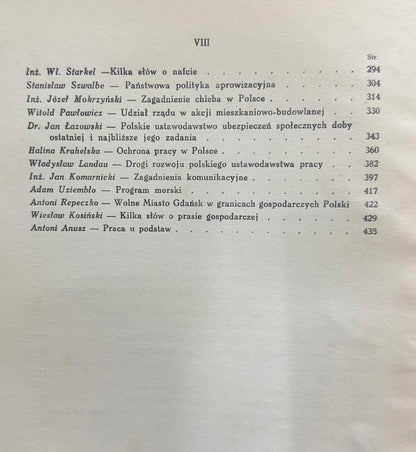 VIII
Str.
Inż. Wł. Starkel — Kilka słów o nafcie . . . . . . . . 294
Stanisław Szwalbe — Państwowa polityka aprowizacyjna . . . . 304
Inż. Józef Mokrzyński — Zagadnienie chleba w Polsce . . . . . 314
Witold Pawłowicz — Udział rządu w akcji mieszkaniowo-budowlanej . 330
Dr. Jan Łazowski — Polskie ustawodawstwo ubezpieczeń społecznych doby
ostatniej i najbliższe jego zadania . . . . . . . 343
Halina Krahelska — Ochrona pracy w Polsce . . . . . . . 360
Władysław Landau — Drogi rozwoju polskiego ustawodawstwa pracy . 382
Inż. Jan Komarnicki — Zagadnienia komunikacyjne . . . . . . 397
Adam Uziembło — Program morski . . . . . . . . . 417
Antoni Repeczko — Wolne Miasto Gdańsk w granicach gospodarczych Polski 422
Wiesław Kosiński — Kilka słów o prasie gospodarczej . . . . . 429
Antoni Anusz — Praca u podstaw . . . . . . . . . . 435